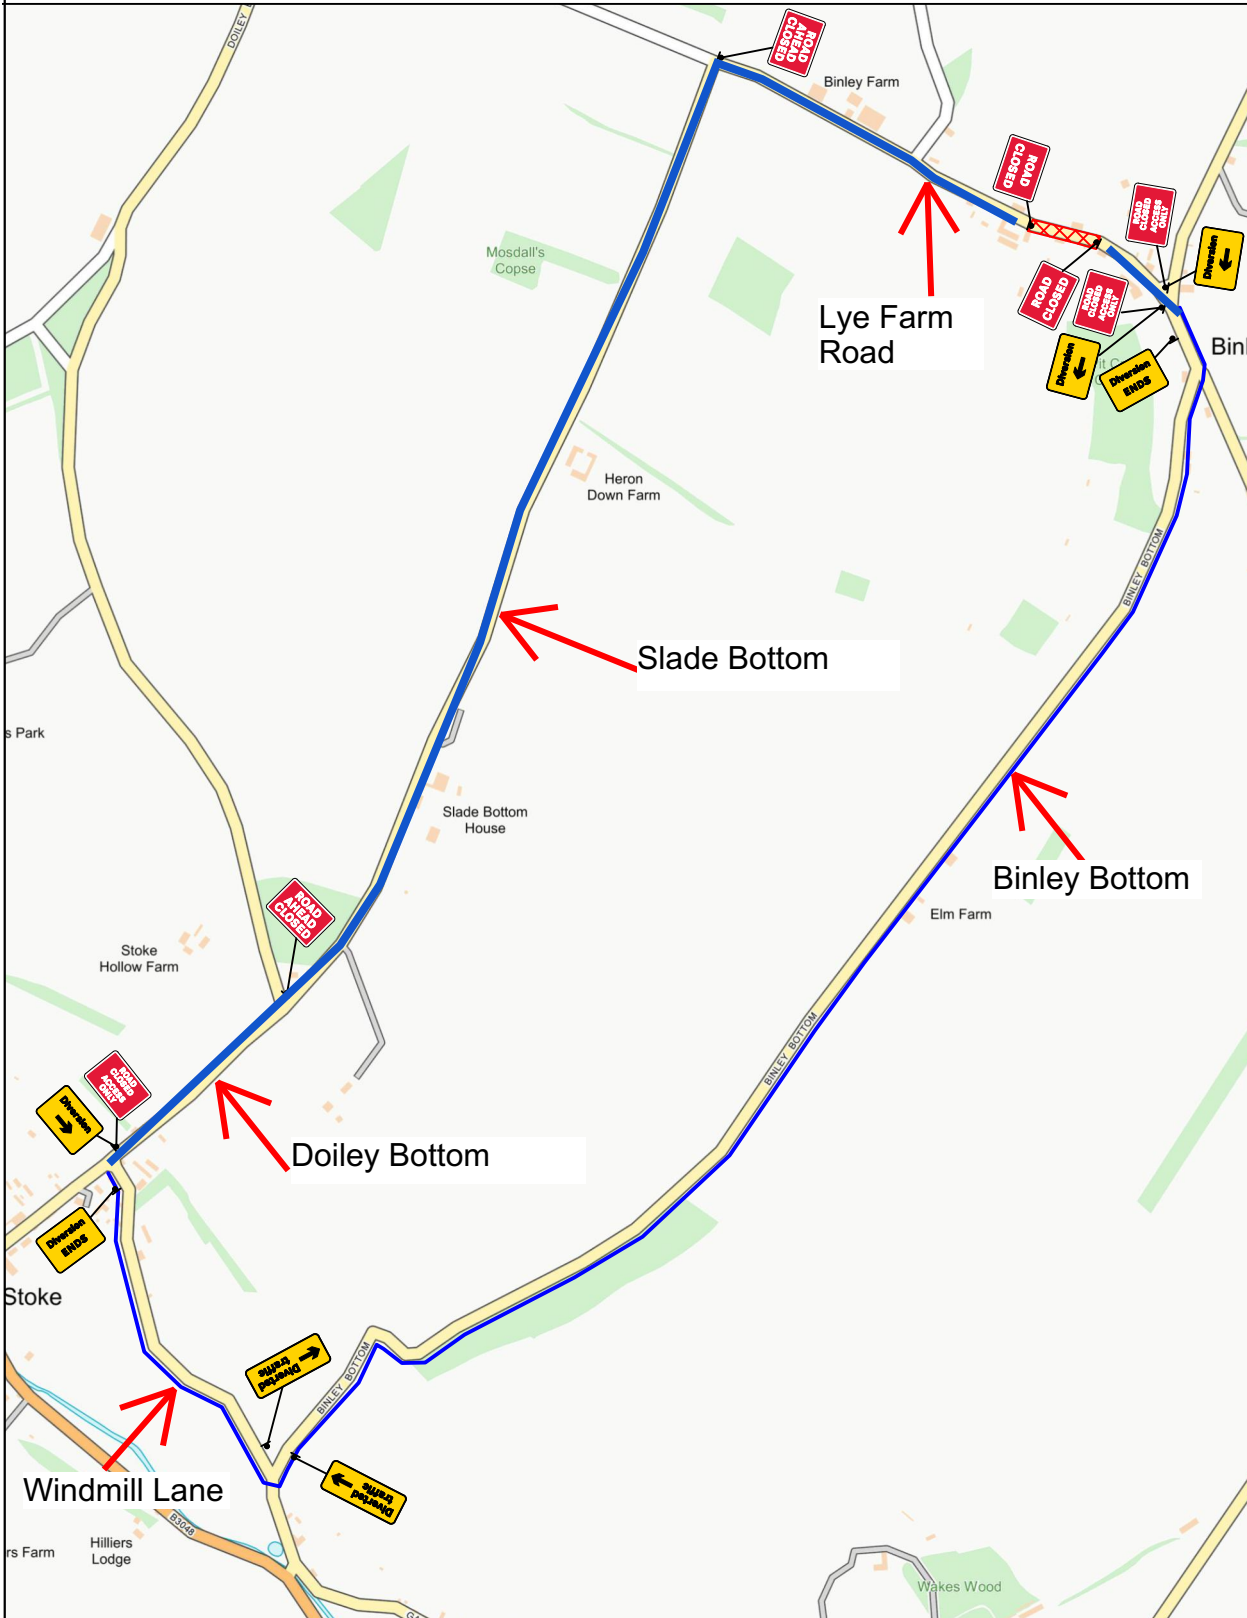 DOILEY
ROAD
AHEAD
CLOSED
Binley Farm
ROAD
CLOSED
ROAD
CLOSED
ACCESS
ONLY
Diversion
Mosdall's
Copse
ROAD
CLOSED
ROAD
CLOSED
ACCESS
ONLY
Lye Farm
Road
Diversion
Diversion
ENDS
Binl
Heron
Down Farm
BINLEY BOTTOM
Slade Bottom
s Park
Slade Bottom
House
Binley Bottom
ROAD
AHEAD
CLOSED
Elm Farm
Stoke
Hollow Farm
BINLEY BOTTOM
ROAD
CLOSED
ACCESS
ONLY
Diversion
Doiley Bottom
Diversion
ENDS
Stoke
Diverted
traffic
BINLEY BOTTOM
Windmill Lane
Diverted
traffic
B3048
rs Farm
Hilliers
Lodge
Wakes Wood